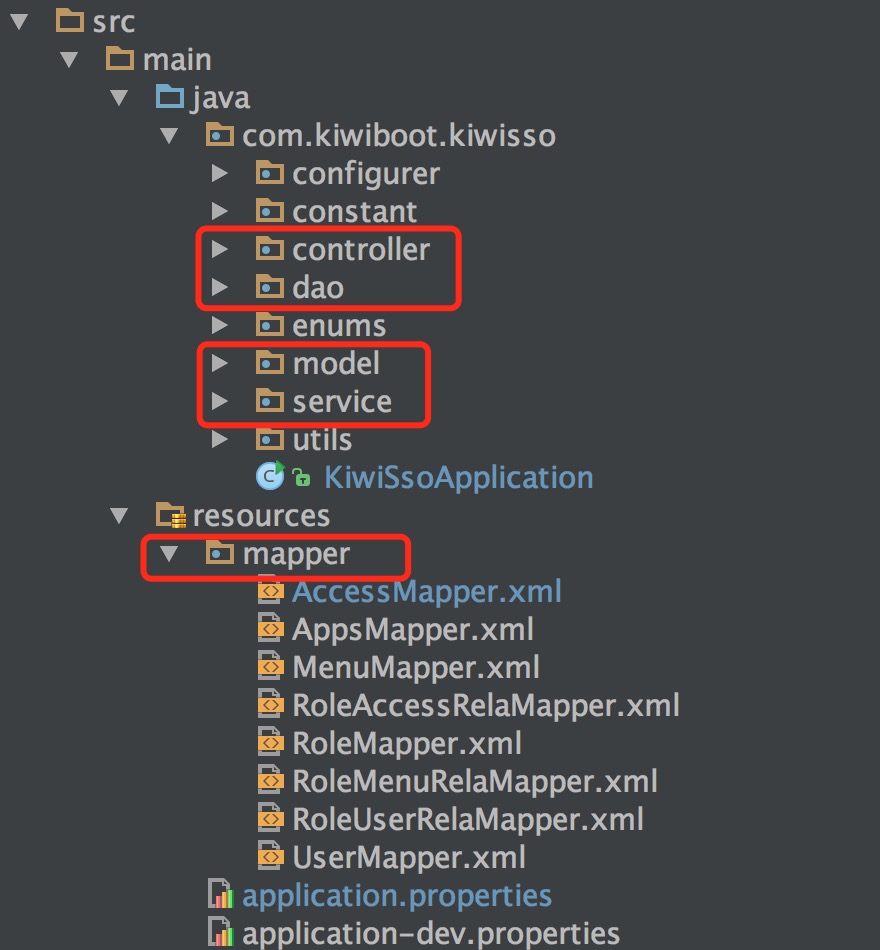 src
main
java
com.kiwiboot.kiwisso
configurer
constant
controller
dao
enums
model
service
utils
KiwiSsoApplication
resources
mapper
AccessMapper.xml
AppsMapper.xml
MenuMapper.xml
RoleAccessRelaMapper.xml
RoleMapper.xml
RoleMenuRelaMapper.xml
RoleUserRelaMapper.xml
UserMapper.xml
application.properties
application-dev.properties